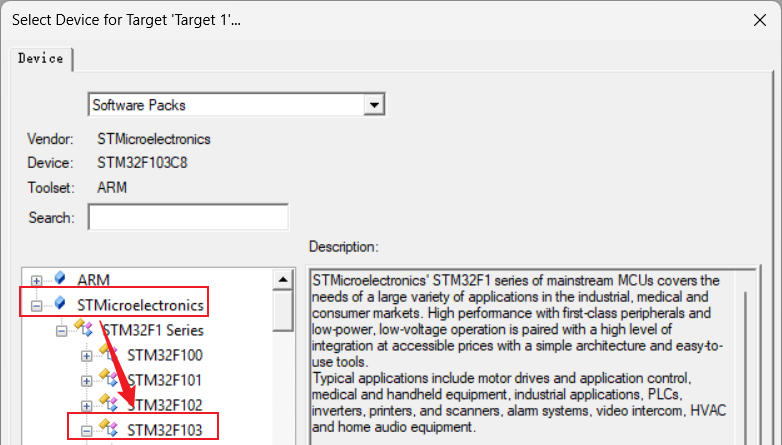 Select Device for Target 'Target 1'...
Device
Software Packs
Vendor: STMicroelectronics
Device: STM32F103C8
Toolset: ARM
Search:
Description:
ARM
STMicroelectronics
STM32F1 Series
STM32F100
STM32F101
STM32F102
STM32F103
STMicroelectronics' STM32F1 series of mainstream MCUs covers the
needs of a large variety of applications in the industrial, medical and
consumer markets. High performance with first-class peripherals and
low-power, low-voltage operation is paired with a high level of
integration at accessible prices with a simple architecture and easy-to-
use tools.
Typical applications include motor drives and application control,
medical and handheld equipment, industrial applications, PLCs,
inverters, printers, and scanners, alarm systems, video intercom, HVAC
and home audio equipment.